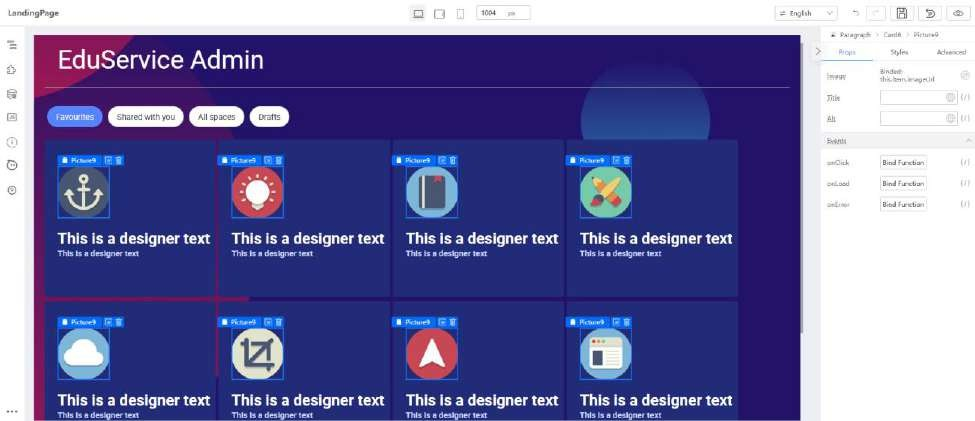 LandingPage
1004 px
English
Paragraph > Card6 > Picture9
Props Styles Advanced
EduService Admin
Favourites Shared with you All spaces Drafts
Image Binded: this.item.imageUrl
Title
Alt
Events
onClick Bind Function
onLoad Bind Function
onError Bind Function
Picture9 Picture9 Picture9 Picture9
This is a designer text This is a designer text This is a designer text This is a designer text
This is a designer text This is a designer text This is a designer text This is a designer text
Picture9 Picture9 Picture9 Picture9
This is a designer text This is a designer text This is a designer text This is a designer text
This is a designer text This is a designer text This is a designer text This is a designer text